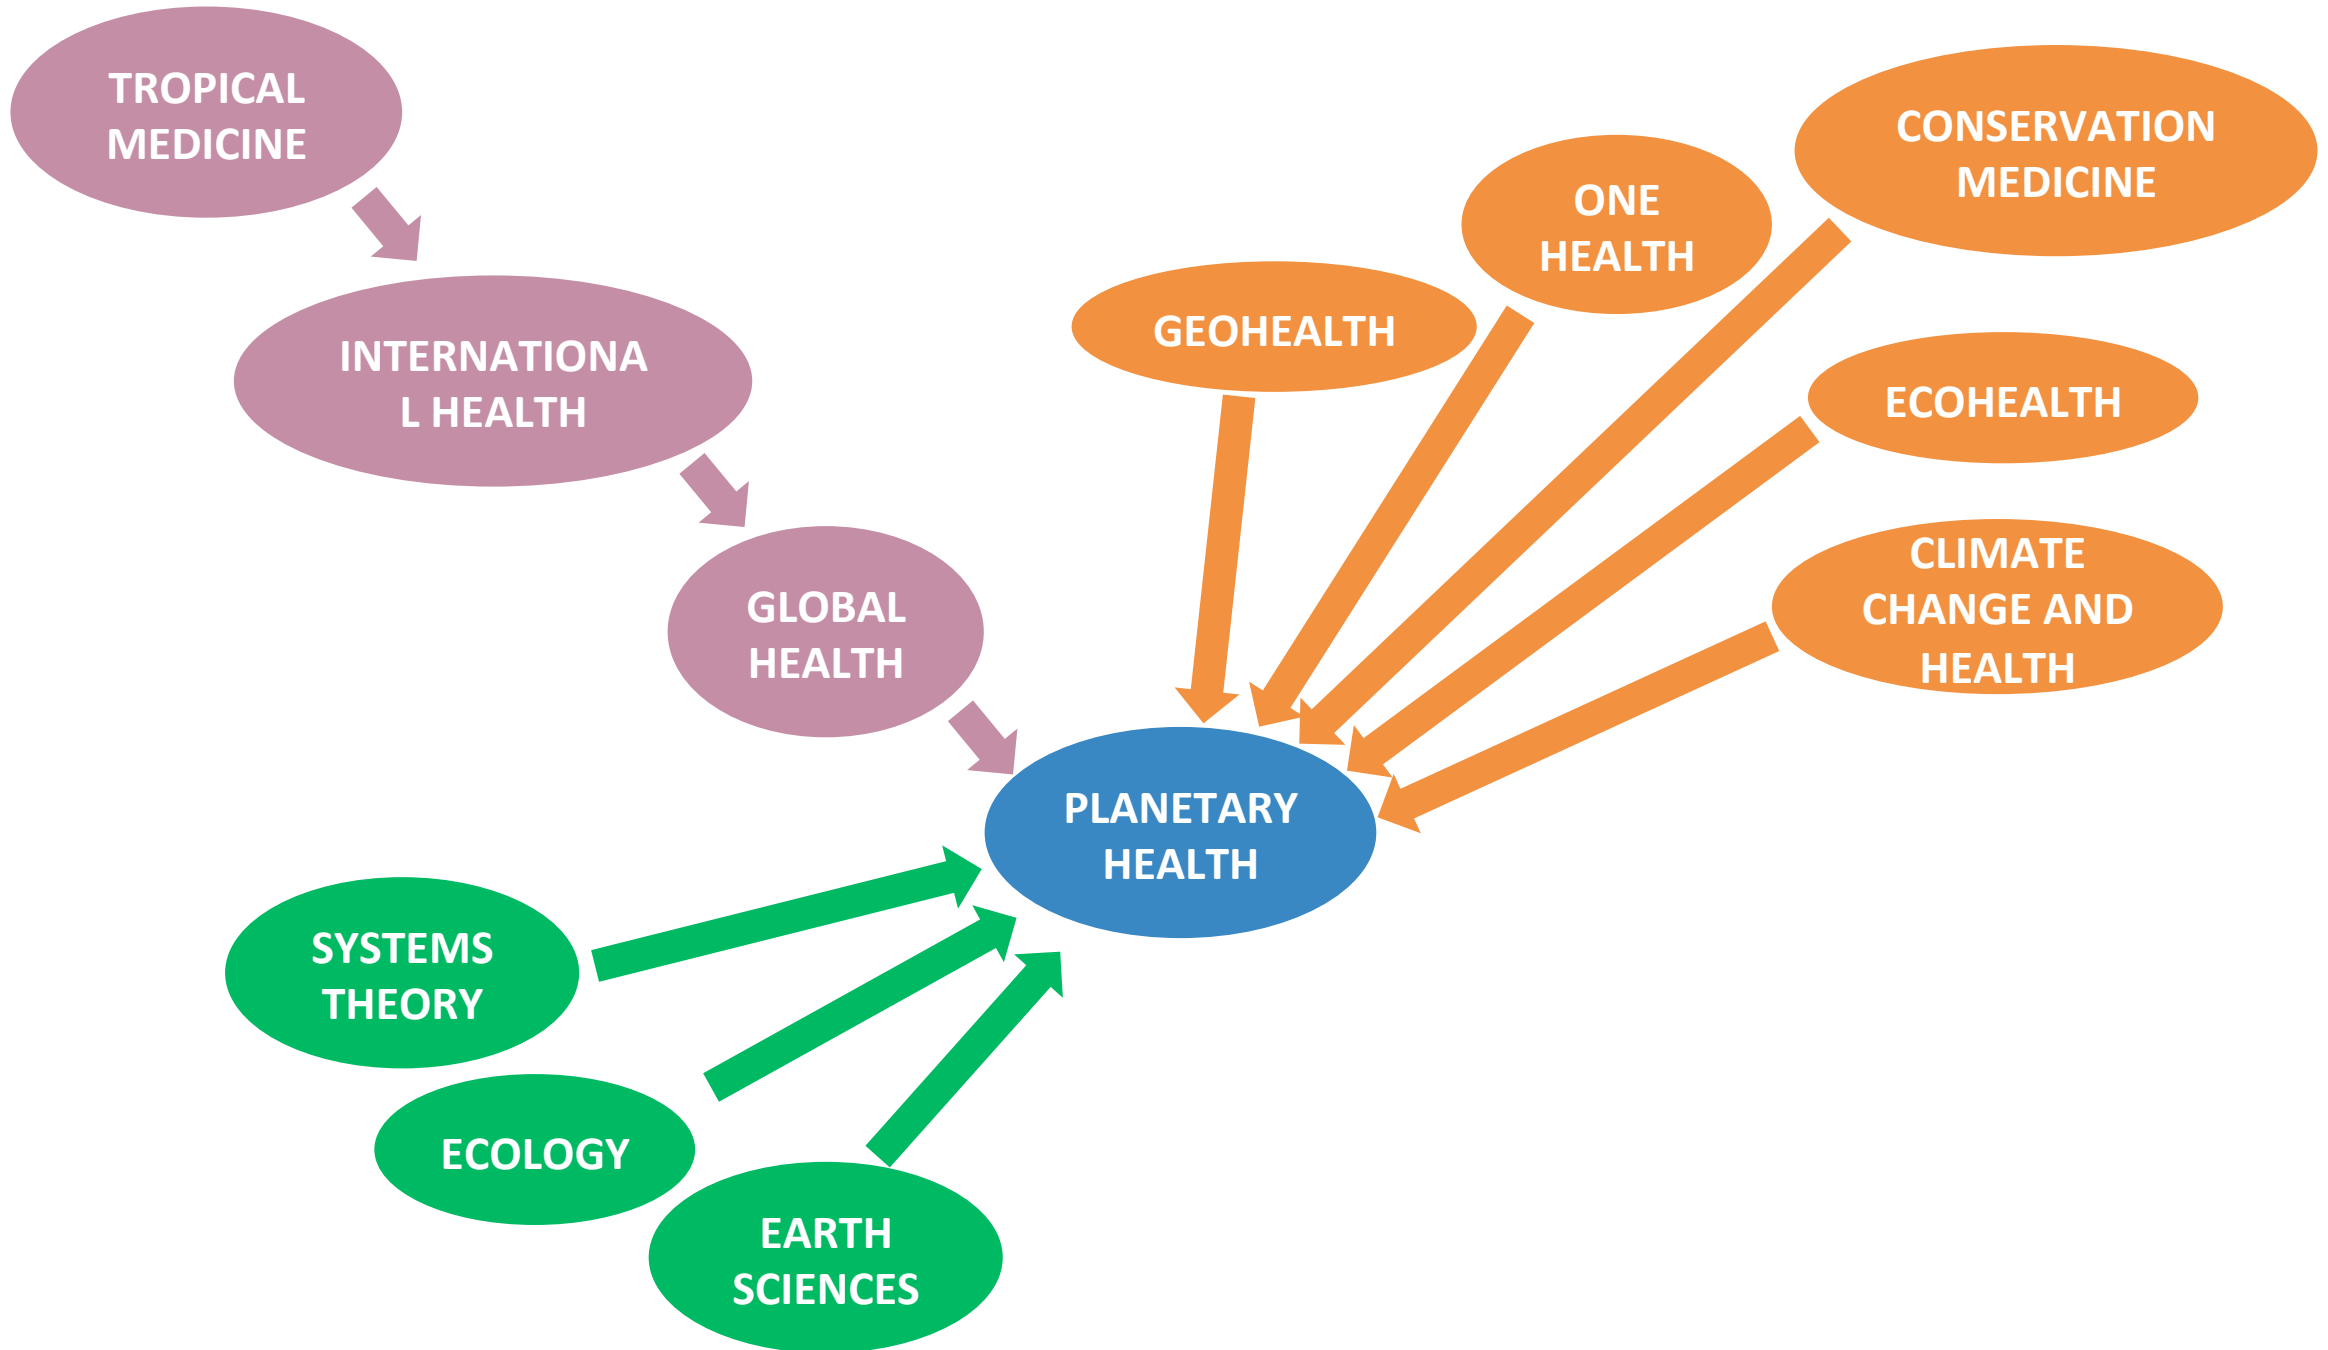 TROPICAL
MEDICINE
INTERNATIONA
L HEALTH
GLOBAL
HEALTH
GEOHEALTH
ONE
HEALTH
CONSERVATION
MEDICINE
ECOHEALTH
CLIMATE
CHANGE AND
HEALTH
PLANETARY
HEALTH
SYSTEMS
THEORY
ECOLOGY
EARTH
SCIENCES